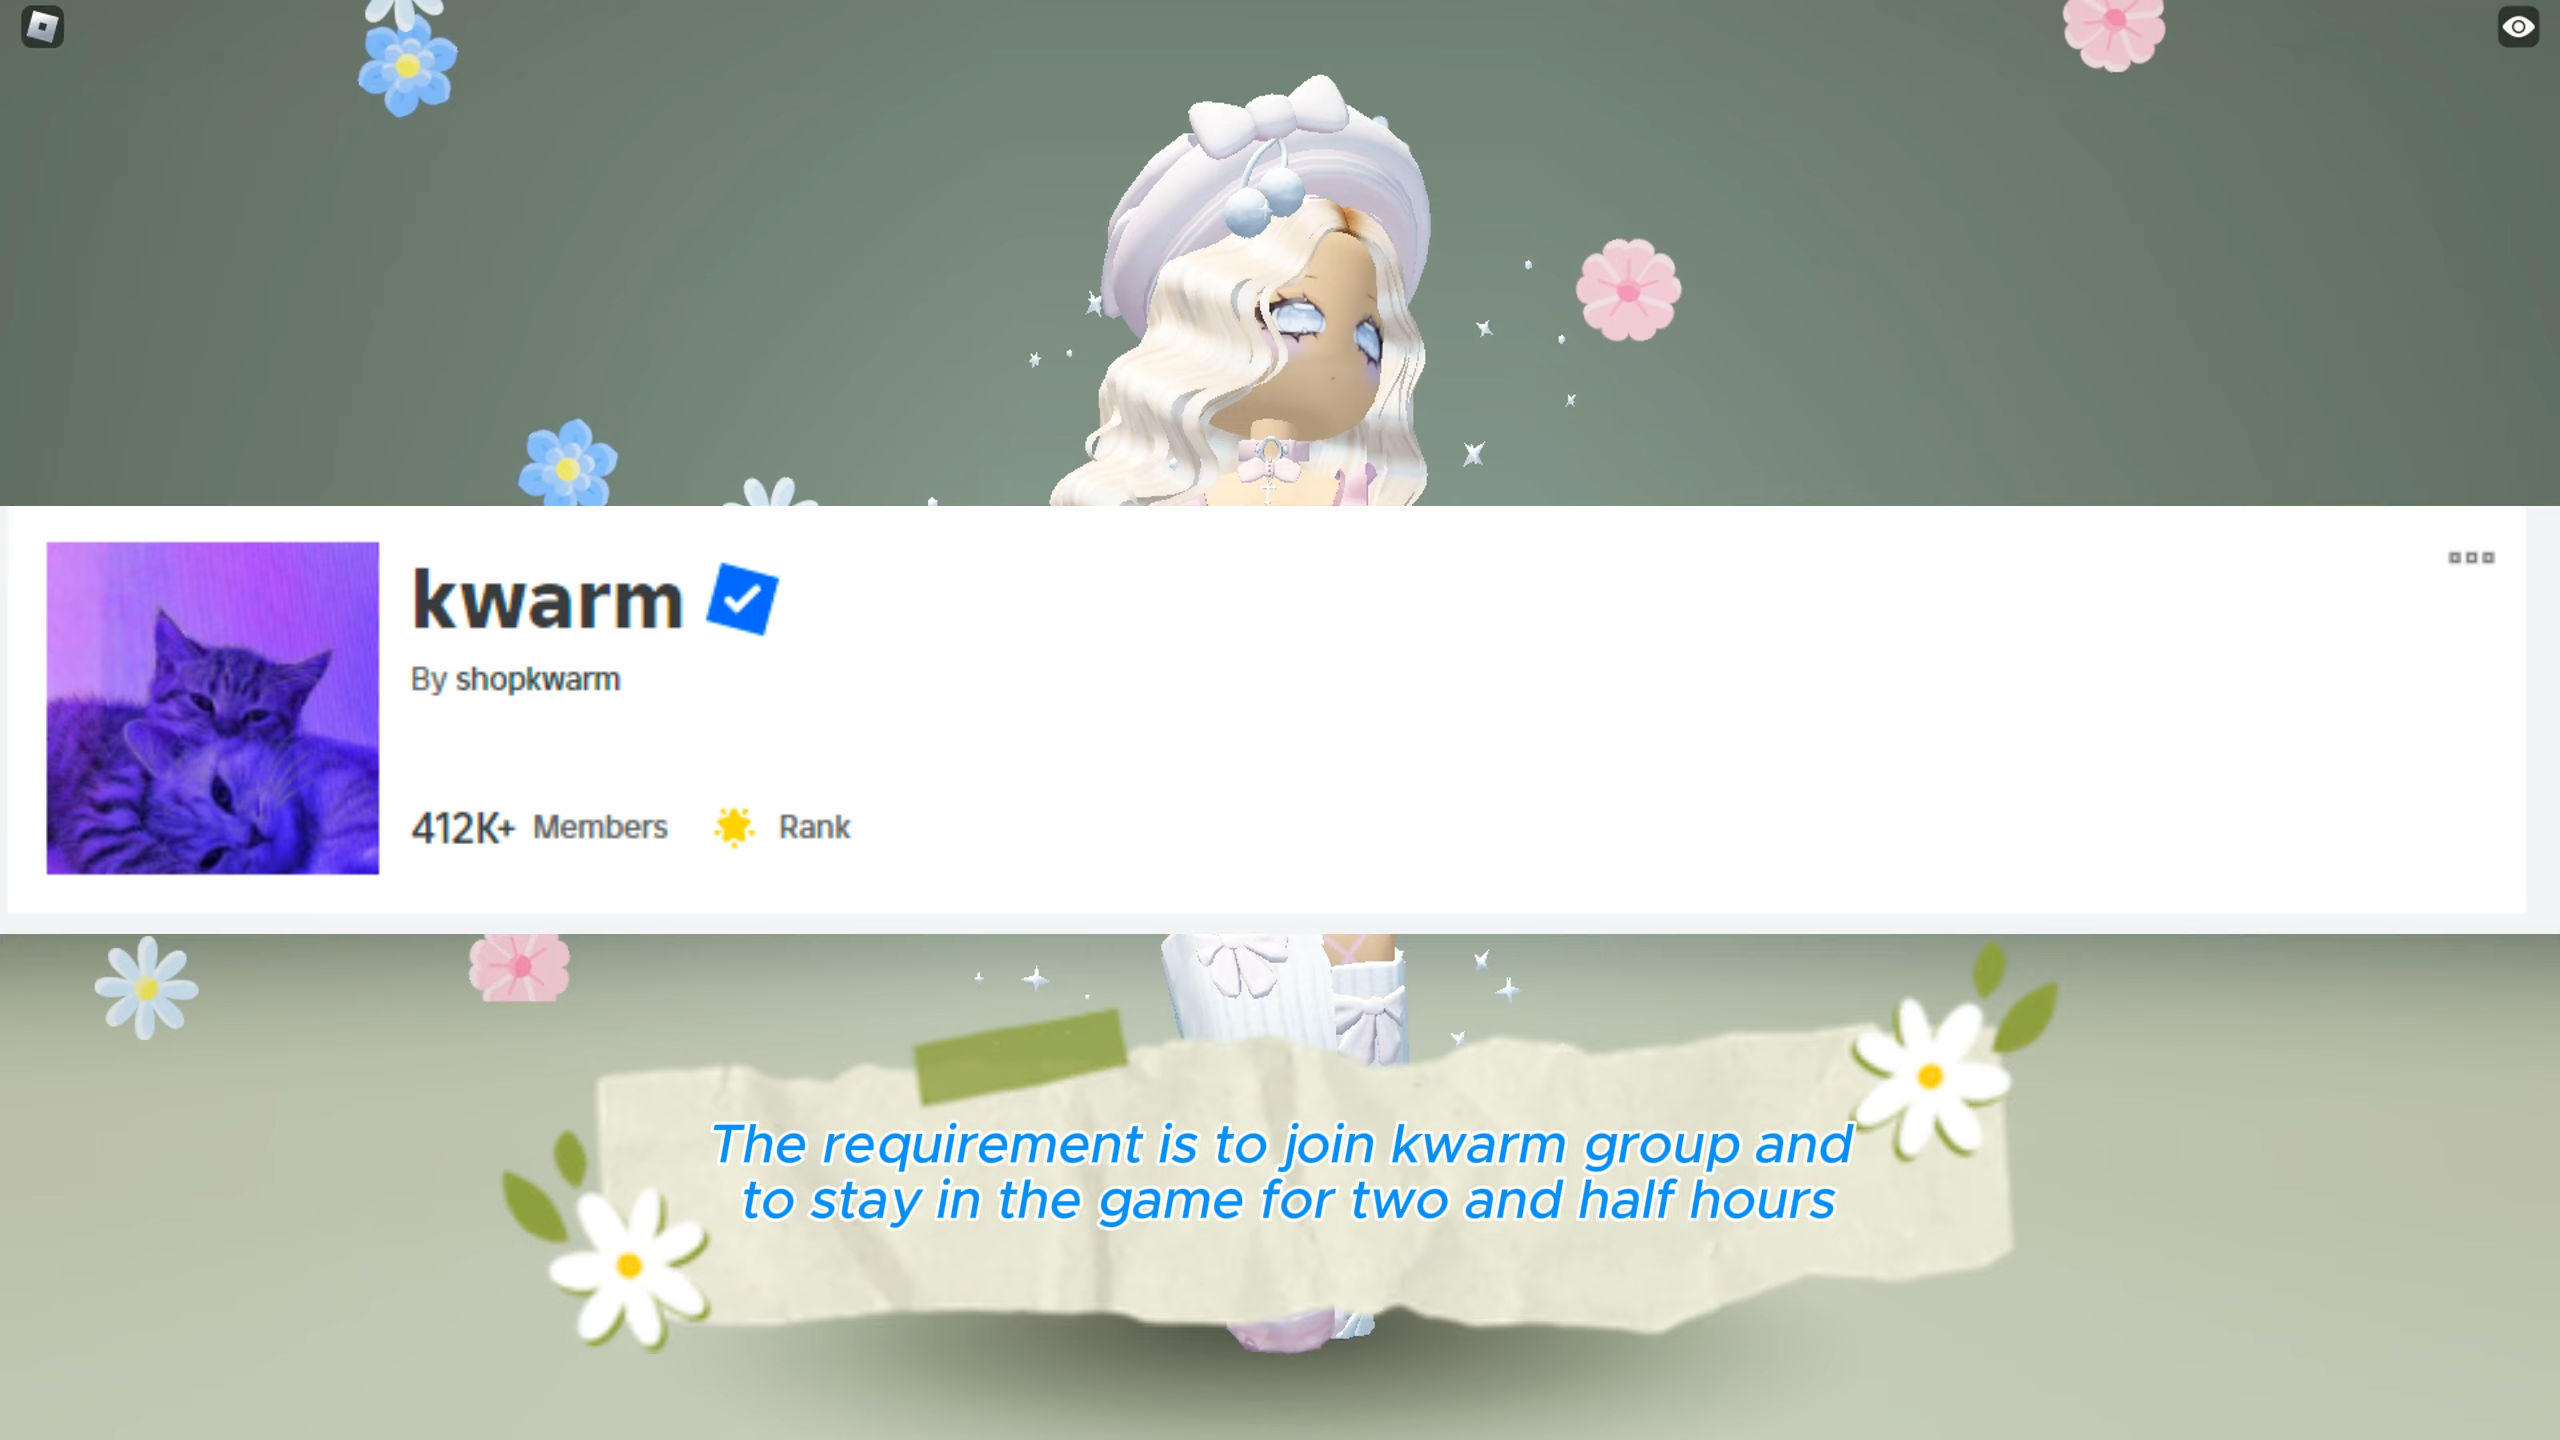 kwarm
By shopkwarm
412K+ Members Rank
The requirement is to join kwarm group and
to stay in the game for two and half hours